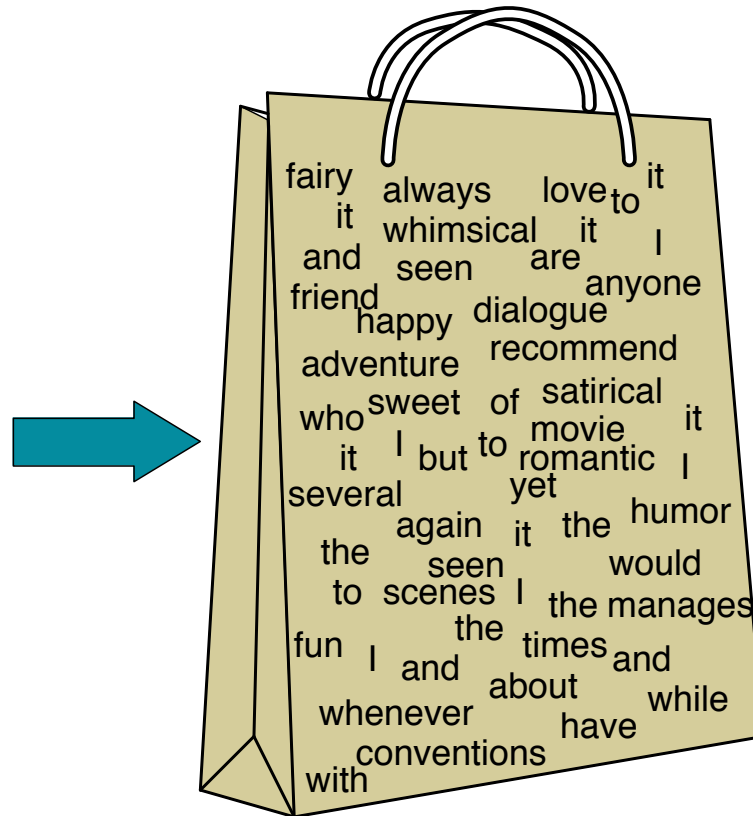 fairy always love to it
it whimsical it I
and seen are anyone
friend happy dialogue
adventure recommend
who sweet of satirical it
it I but to movie romantic I
several yet
again it the humor
the seen would
to scenes I the manages
fun I and the times and
whenever about have while
conventions
with